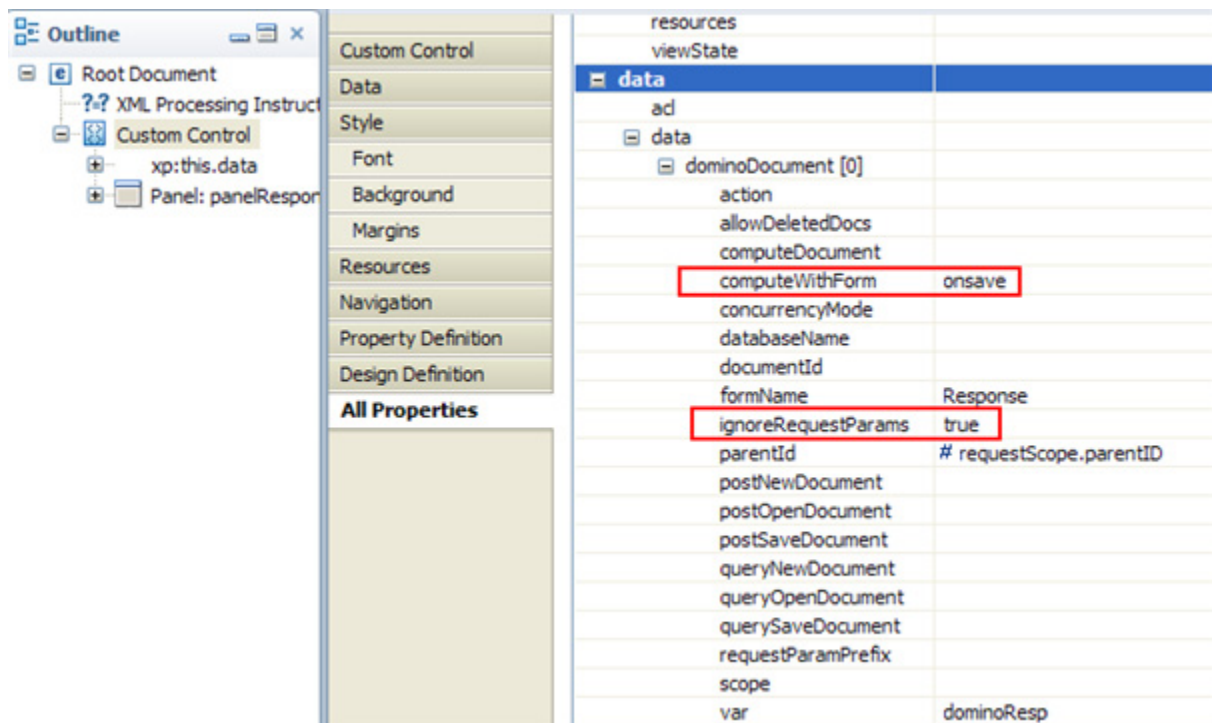 Outline
Root Document
?=? XML Processing Instruct
Custom Control
xp:this.data
Panel: panelRespon
Custom Control
Data
Style
Font
Background
Margins
Resources
Navigation
Property Definition
Design Definition
All Properties
resources
viewState
data
acl
data
dominoDocument [0]
action
allowDeletedDocs
computeDocument
computeWithForm onsave
concurrencyMode
databaseName
documentId
formName Response
ignoreRequestParams true
parentId # requestScope.parentID
postNewDocument
postOpenDocument
postSaveDocument
queryNewDocument
queryOpenDocument
querySaveDocument
requestParamPrefix
scope
var dominoResp